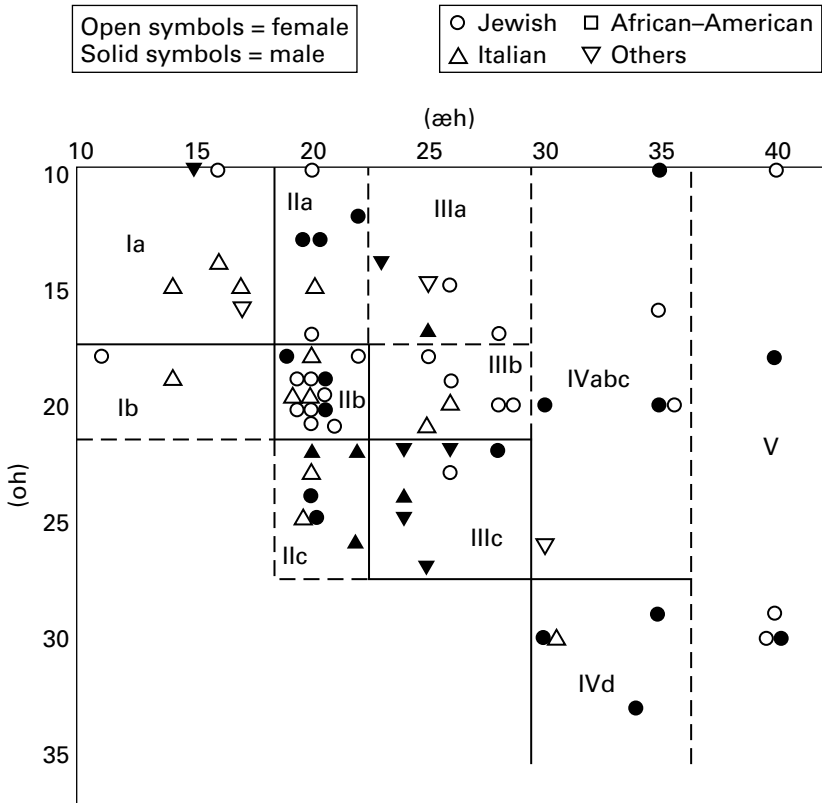 Open symbols = female
Solid symbols = male
Jewish African–American
Italian Others
(æh)
10 15 20 25 30 35 40
10
IIa IIIa
Ia
15
IIIb
IVabc
Ib IIb
20
V
(oh)
25
IIc IIIc
30
IVd
35